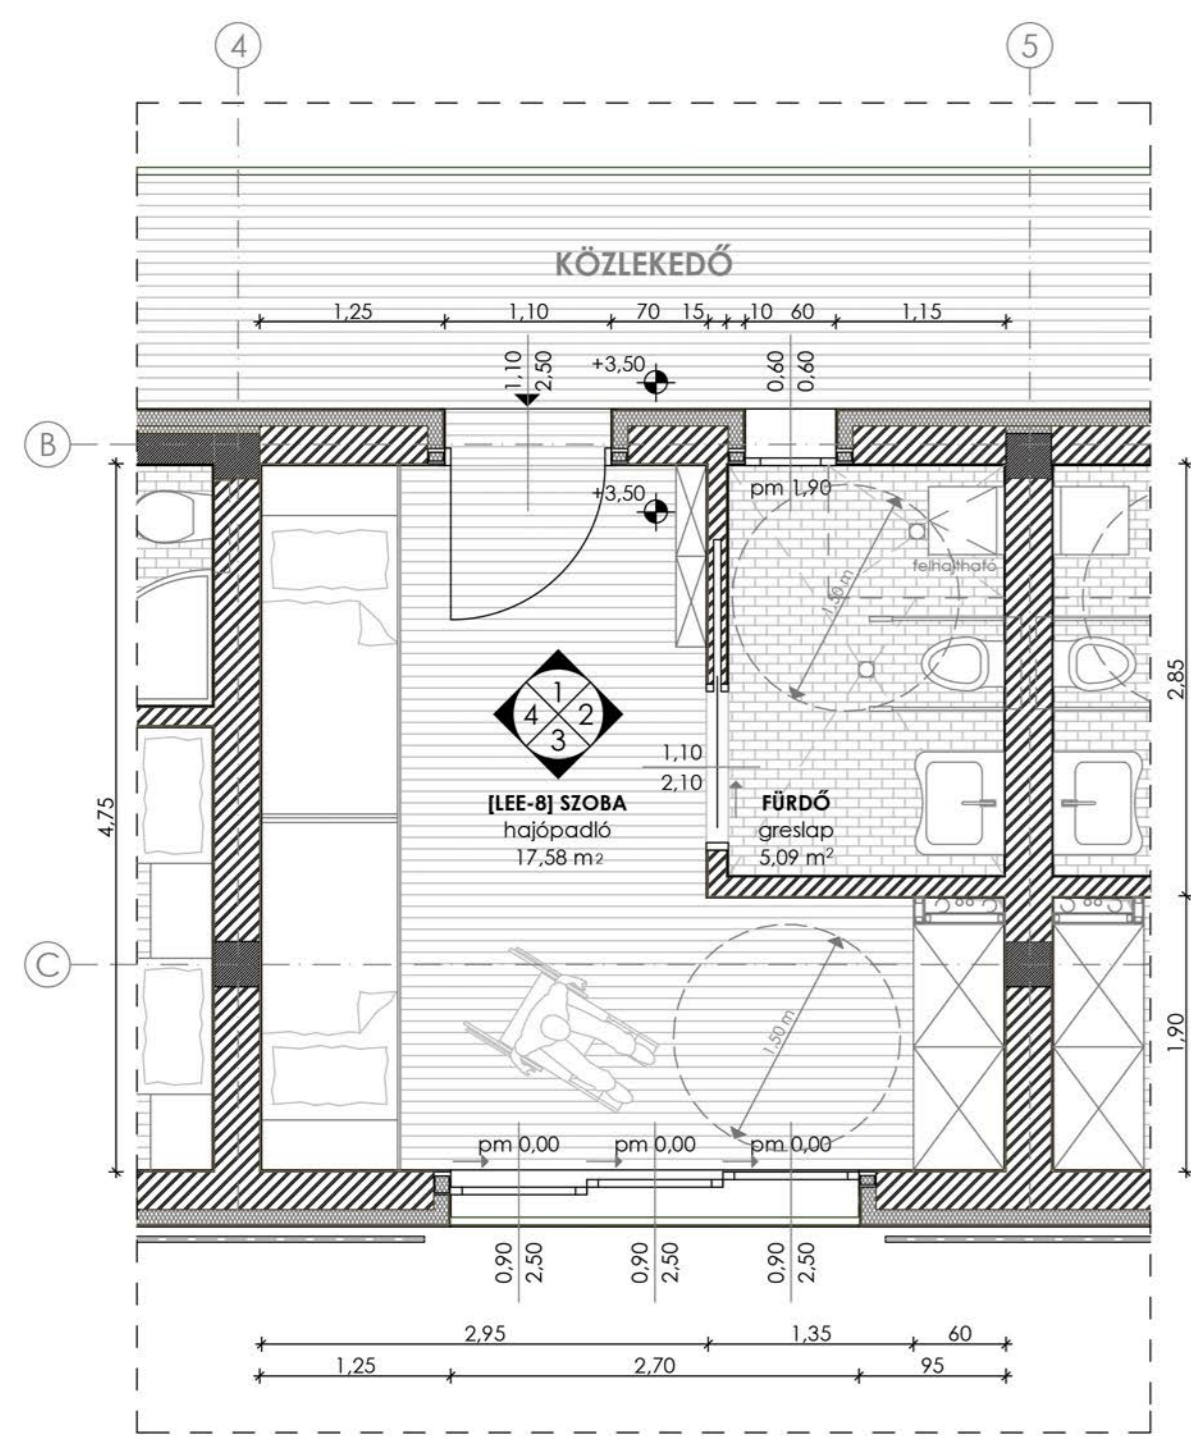 4
5
KÖZLEKEDŐ
1,25
1,10
70
15
10
60
1,15
1,10
2,50
+3,50
0,60
0,60
B
+3,50
pm 1,90
felhajtható
1,50 m
2,85
1
4
2
3
1,10
2,10
4,75
[LEE-8] SZOBA
hajópadló
17,58 m2
FÜRDŐ
greslap
5,09 m²
C
1,50 m
1,90
pm 0,00
pm 0,00
pm 0,00
0,90
2,50
0,90
2,50
0,90
2,50
2,95
1,35
60
1,25
2,70
95